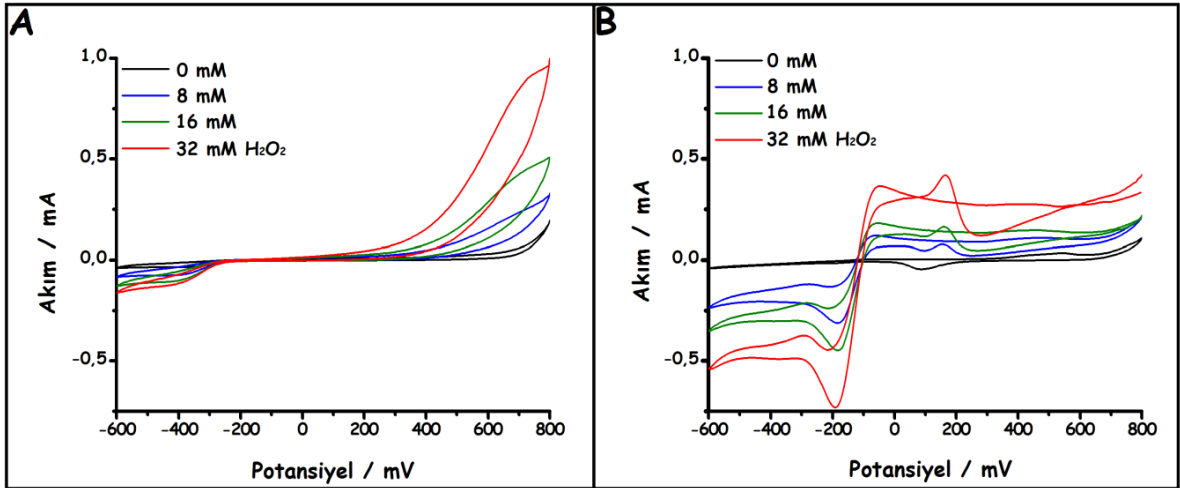 A
1,0
0,5
0,0
-0,5
Akım / mA
0 mM
8 mM
16 mM
32 mM H₂O₂
-600 -400 -200 0 200 400 600 800
Potansiyel / mV
B
1,0
0,5
0,0
-0,5
Akım / mA
0 mM
8 mM
16 mM
32 mM H₂O₂
-600 -400 -200 0 200 400 600 800
Potansiyel / mV